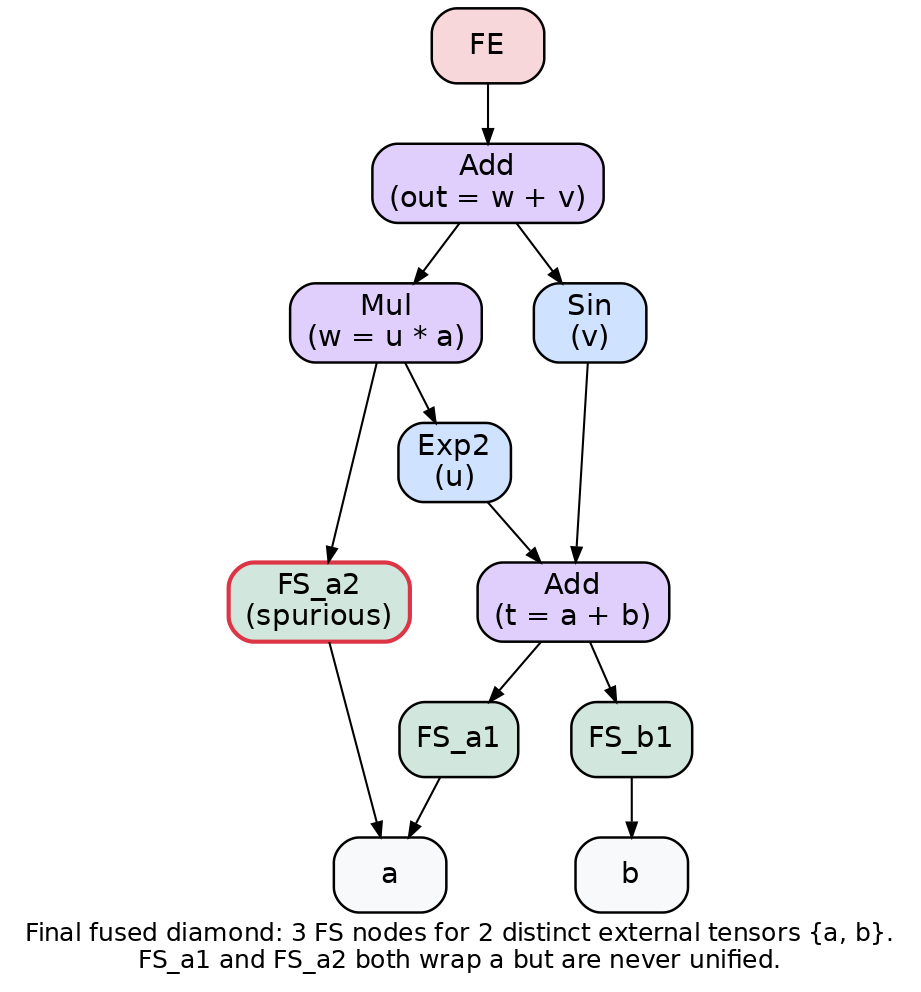 FE
Add
(out = w + v)
Mul
(w = u * a)
Sin
(v)
Exp2
(u)
FS_a2
(spurious)
Add
(t = a + b)
FS_a1
FS_b1
a
b
Final fused diamond: 3 FS nodes for 2 distinct external tensors {a, b}.
FS_a1 and FS_a2 both wrap a but are never unified.